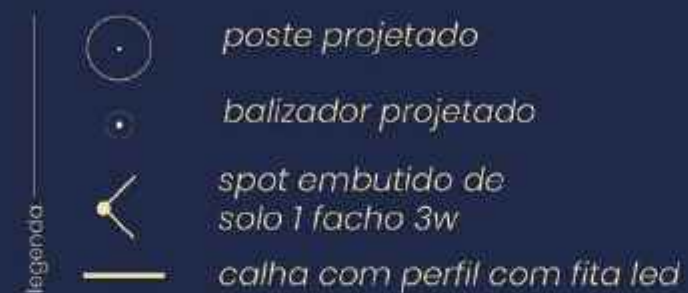 poste projetado
balizador projetado
spot embutido de
solo 1 facho 3w
calha com perfil com fita led
legenda